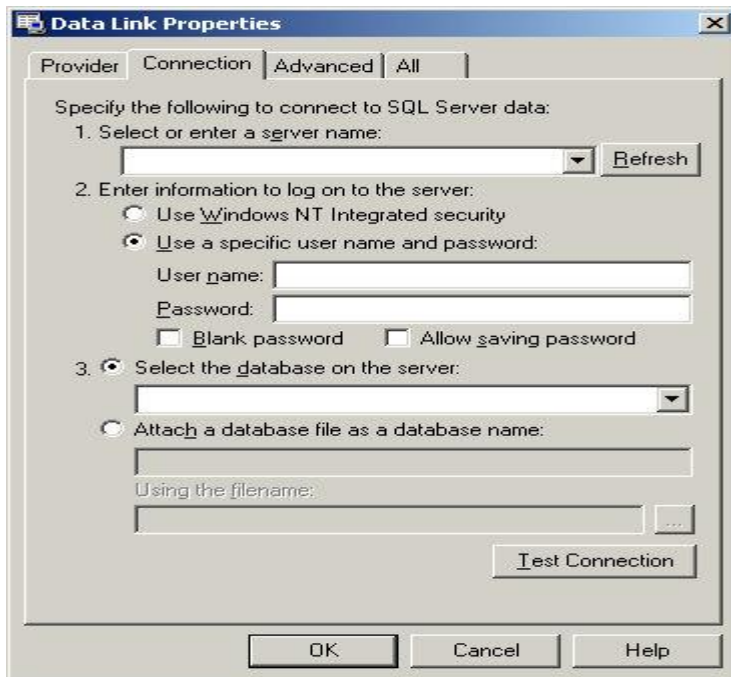 Data Link Properties
Provider Connection Advanced All
Specify the following to connect to SQL Server data:
1. Select or enter a server name:
Refresh
2. Enter information to log on to the server:
Use Windows NT Integrated security
Use a specific user name and password:
User name:
Password:
Blank password Allow saving password
3. Select the database on the server:
Attach a database file as a database name:
Using the filename:
...
Test Connection
OK Cancel Help